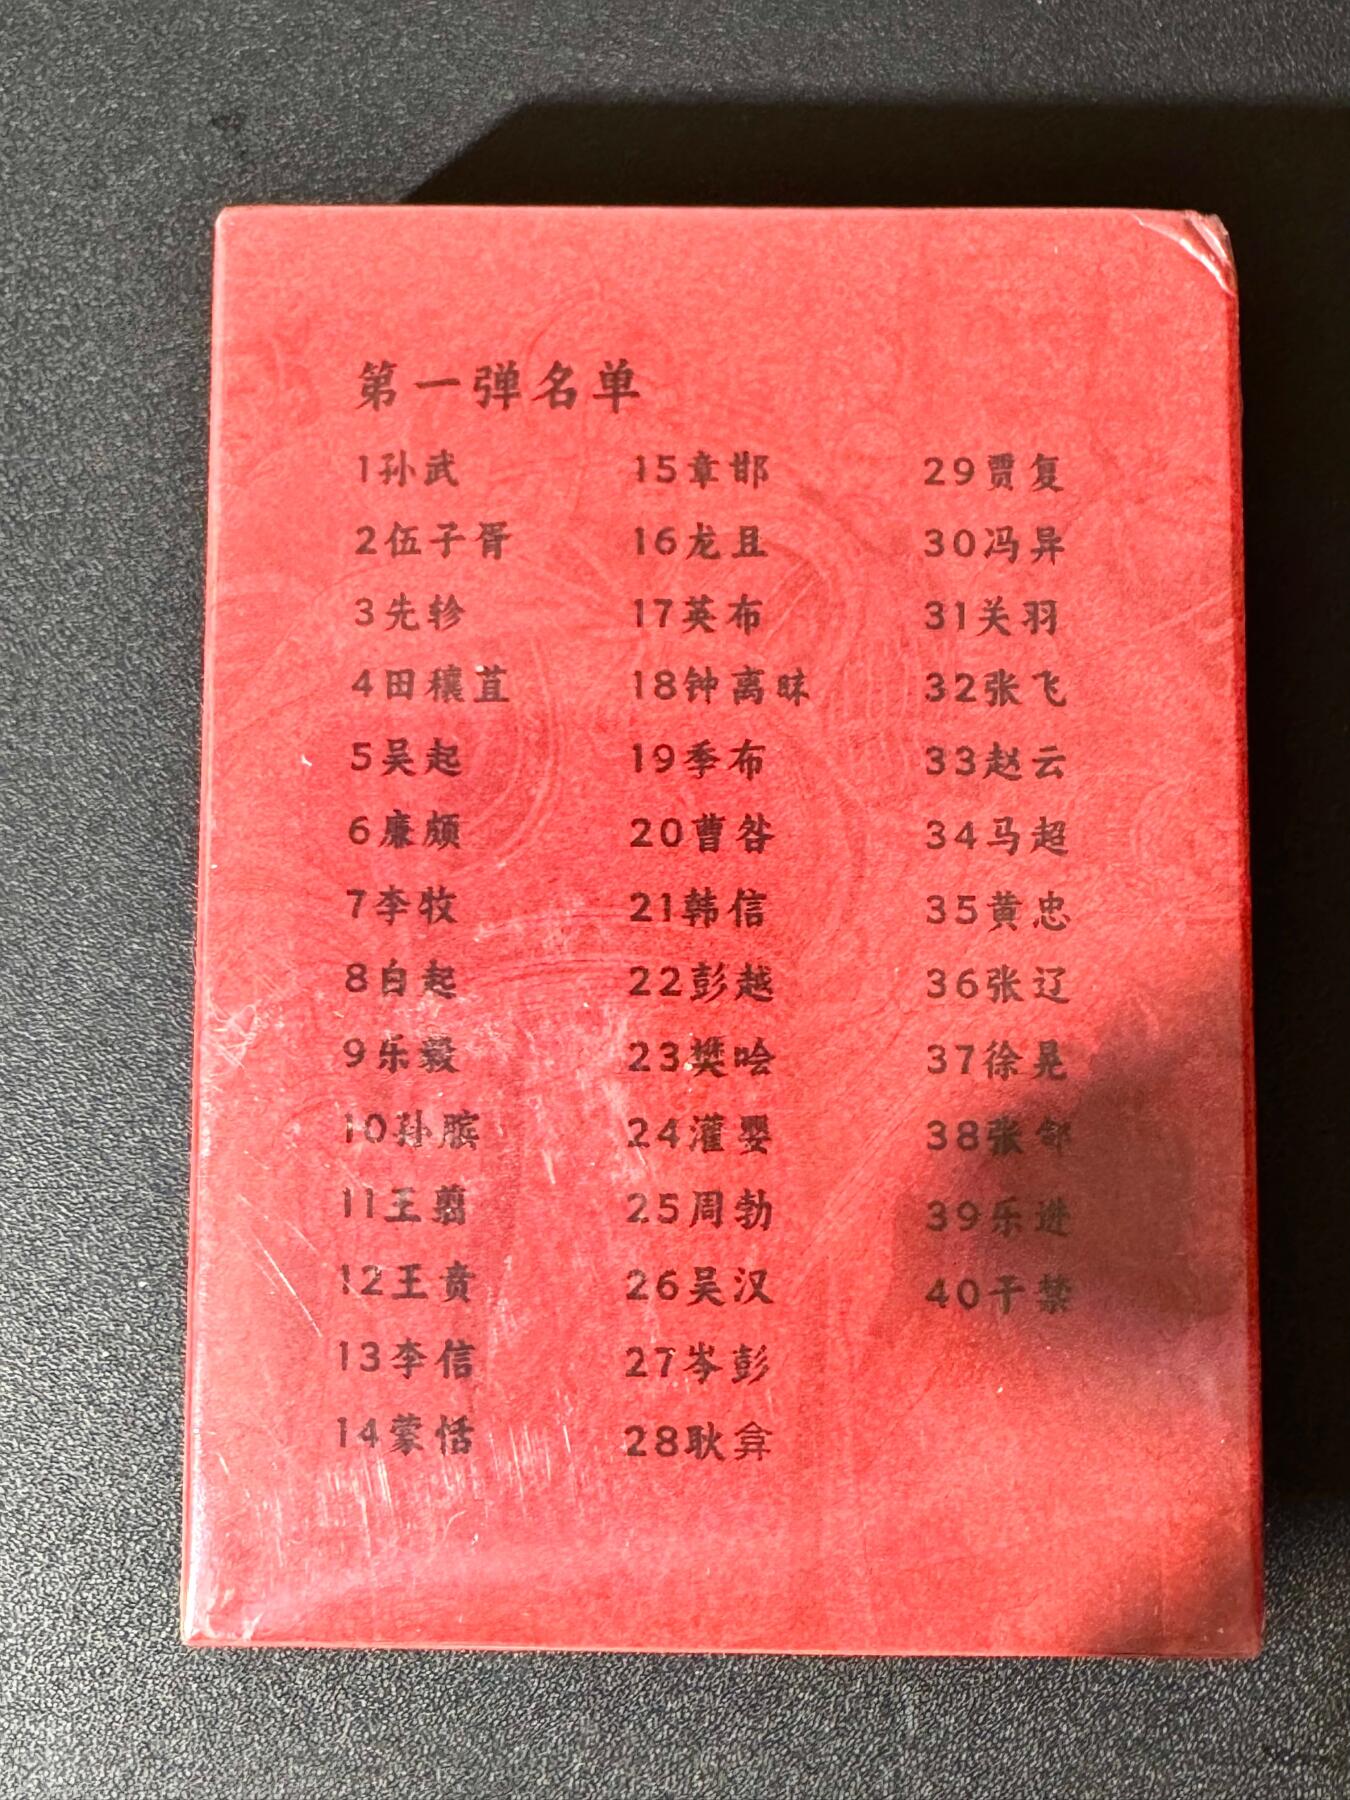 第一弹名单
1孙武
2伍子胥
3先轸
4田穰苴
5吴起
6廉颇
7李牧
8白起
9乐毅
10孙膑
11王翦
12王贲
13李信
14蒙恬
15章邯
16龙且
17英布
18钟离昧
19季布
20曹咎
21韩信
22彭越
23樊哙
24灌婴
25周勃
26吴汉
27岑彭
28耿弇
29贾复
30冯异
31关羽
32张飞
33赵云
34马超
35黄忠
36张辽
37徐晃
38张郃
39乐进
40于禁